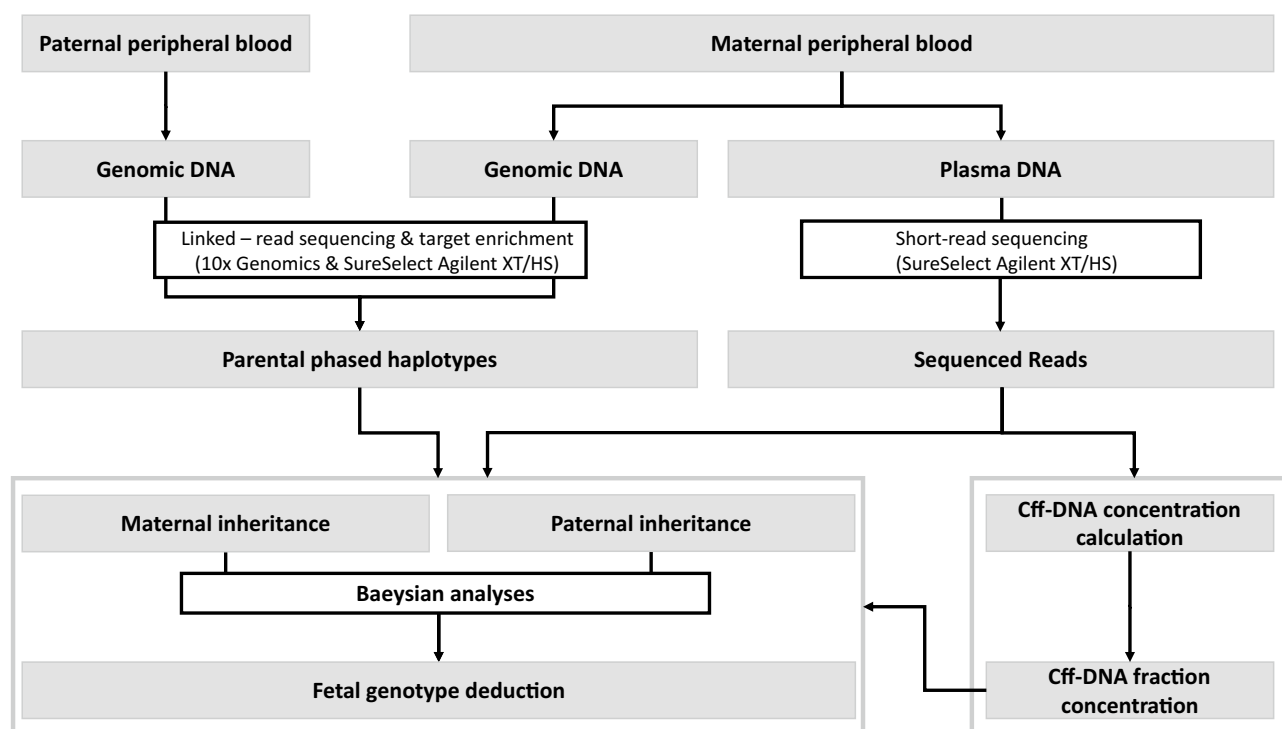 Paternal peripheral blood
Maternal peripheral blood
Genomic DNA
Genomic DNA
Plasma DNA
Linked – read sequencing & target enrichment
(10x Genomics & SureSelect Agilent XT/HS)
Short-read sequencing
(SureSelect Agilent XT/HS)
Parental phased haplotypes
Sequenced Reads
Maternal inheritance
Paternal inheritance
Cff-DNA concentration
calculation
Baeysian analyses
Fetal genotype deduction
Cff-DNA fraction
concentration